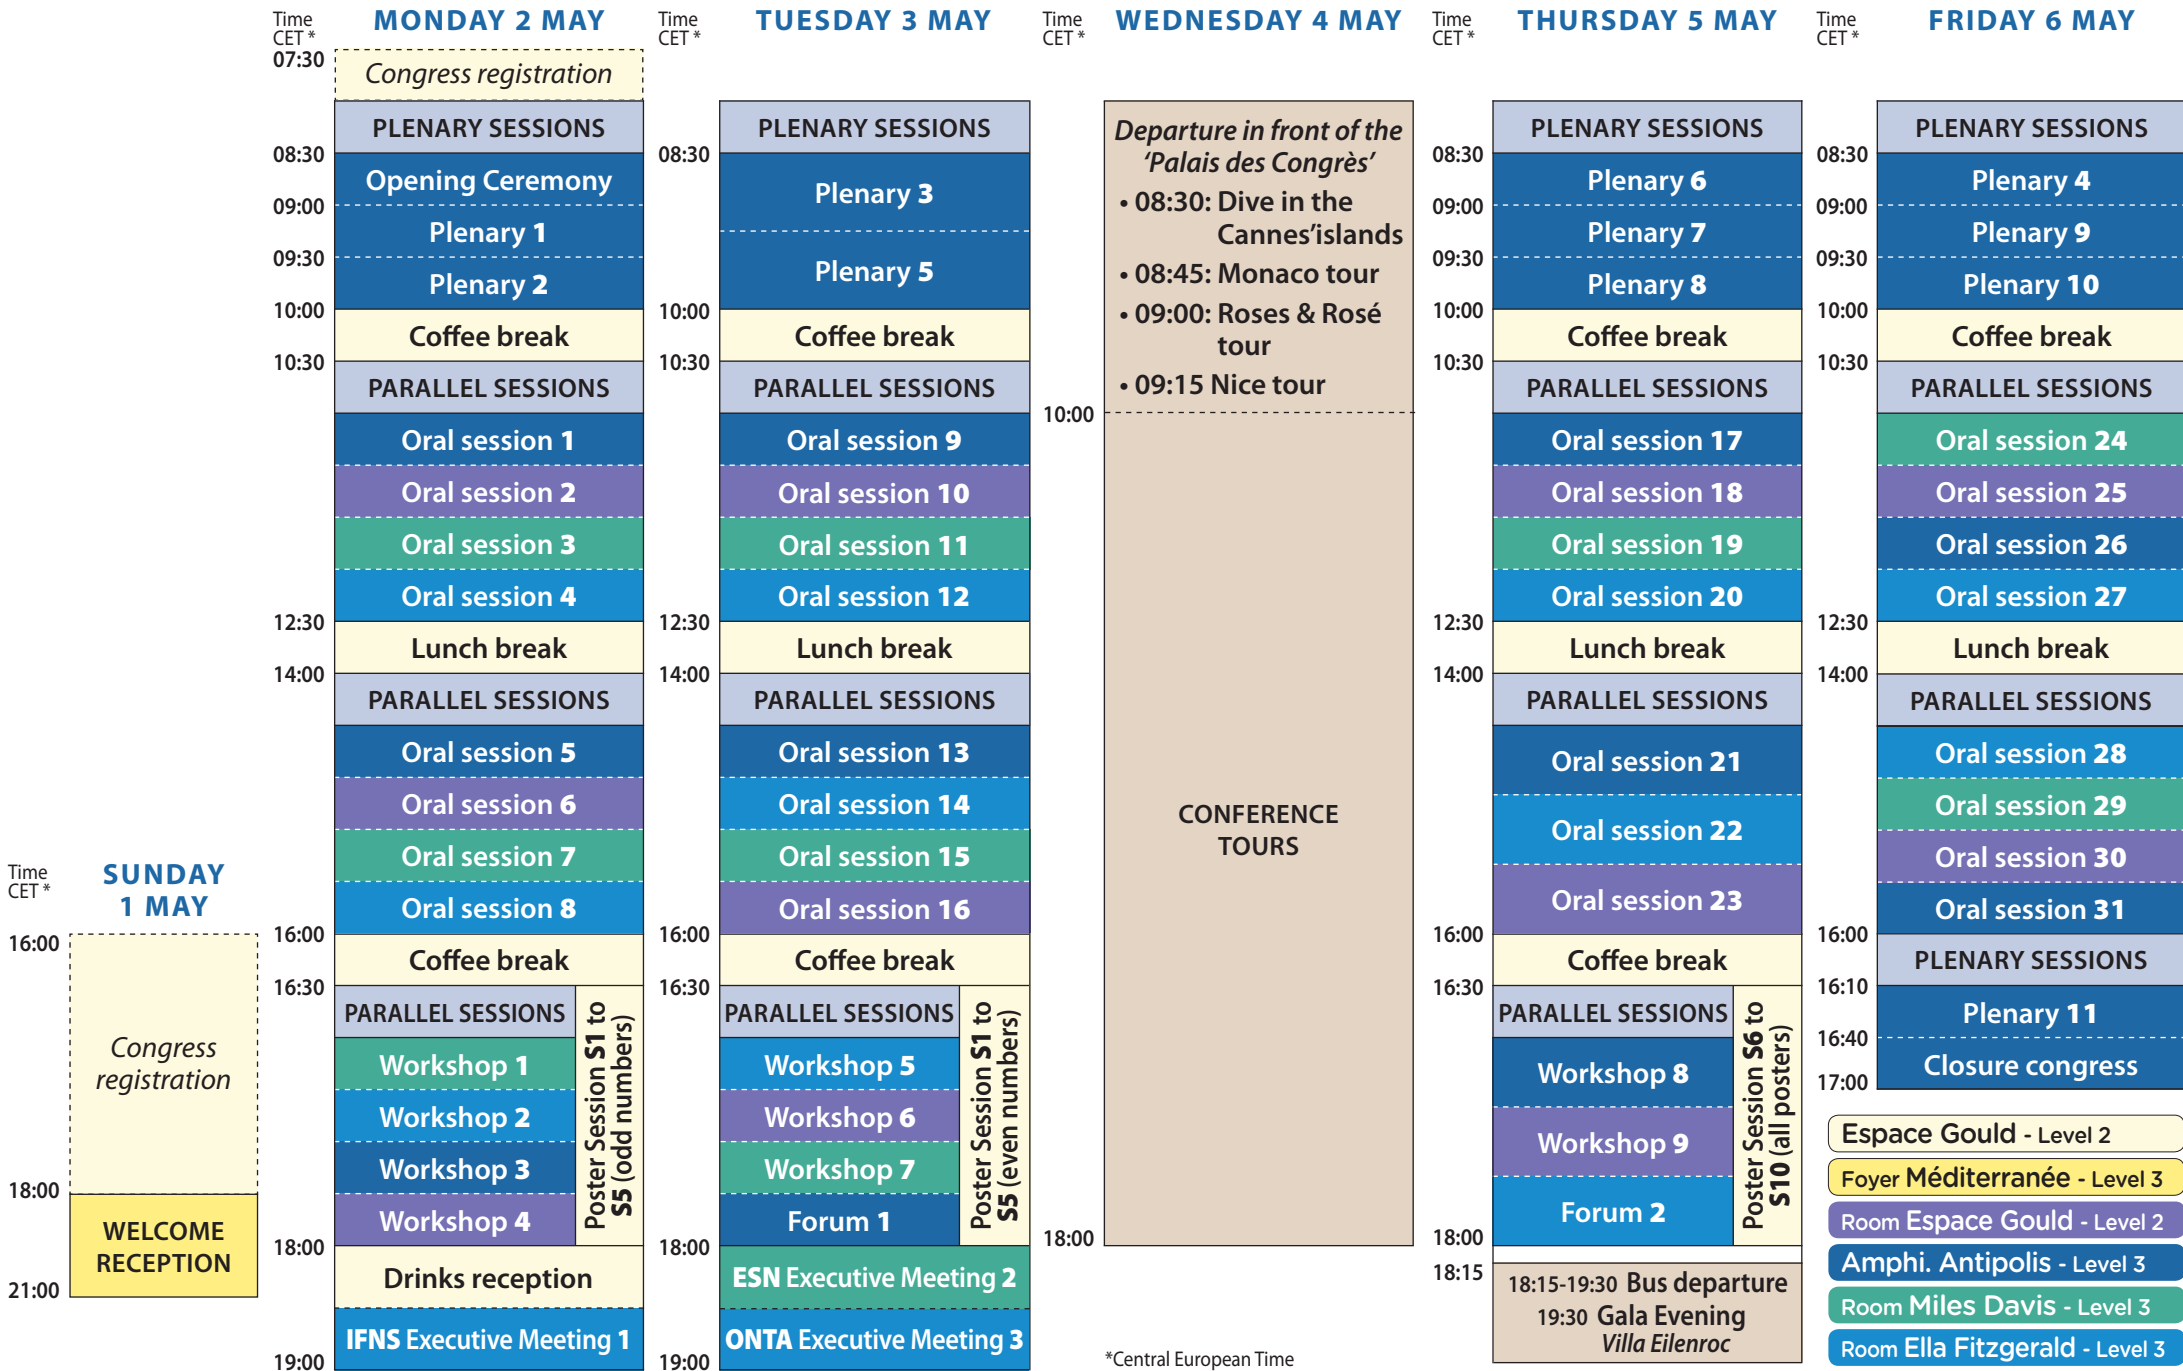 Time
CET *
SUNDAY
1 MAY
16:00
Congress
registration
18:00
WELCOME
RECEPTION
21:00
Time
CET *
MONDAY 2 MAY
07:30
Congress registration
PLENARY SESSIONS
08:30
Opening Ceremony
09:00
Plenary 1
09:30
Plenary 2
10:00
Coffee break
10:30
PARALLEL SESSIONS
Oral session 1
Oral session 2
Oral session 3
Oral session 4
12:30
Lunch break
14:00
PARALLEL SESSIONS
Oral session 5
Oral session 6
Oral session 7
Oral session 8
16:00
Coffee break
16:30
PARALLEL SESSIONS
Workshop 1
Workshop 2
Workshop 3
Workshop 4
Poster Session S1 to
S5 (odd numbers)
18:00
Drinks reception
IFNS Executive Meeting 1
19:00
Time
CET *
TUESDAY 3 MAY
PLENARY SESSIONS
08:30
Plenary 3
Plenary 5
10:00
Coffee break
10:30
PARALLEL SESSIONS
Oral session 9
Oral session 10
Oral session 11
Oral session 12
12:30
Lunch break
14:00
PARALLEL SESSIONS
Oral session 13
Oral session 14
Oral session 15
Oral session 16
16:00
Coffee break
16:30
PARALLEL SESSIONS
Workshop 5
Workshop 6
Workshop 7
Forum 1
Poster Session S1 to
S5 (even numbers)
18:00
ESN Executive Meeting 2
ONTA Executive Meeting 3
19:00
Time
CET *
WEDNESDAY 4 MAY
Departure in front of the
'Palais des Congrès'
• 08:30: Dive in the
Cannes'islands
• 08:45: Monaco tour
• 09:00: Roses & Rosé
tour
• 09:15 Nice tour
10:00
CONFERENCE
TOURS
18:00
*Central European Time
Time
CET *
THURSDAY 5 MAY
PLENARY SESSIONS
08:30
Plenary 6
09:00
Plenary 7
09:30
Plenary 8
10:00
Coffee break
10:30
PARALLEL SESSIONS
Oral session 17
Oral session 18
Oral session 19
Oral session 20
12:30
Lunch break
14:00
PARALLEL SESSIONS
Oral session 21
Oral session 22
Oral session 23
16:00
Coffee break
16:30
PARALLEL SESSIONS
Workshop 8
Workshop 9
Forum 2
Poster Session S6 to
S10 (all posters)
18:00
18:15
18:15-19:30 Bus departure
19:30 Gala Evening
Villa Eilenroc
Time
CET *
FRIDAY 6 MAY
PLENARY SESSIONS
08:30
Plenary 4
09:00
Plenary 9
09:30
Plenary 10
10:00
Coffee break
10:30
PARALLEL SESSIONS
Oral session 24
Oral session 25
Oral session 26
Oral session 27
12:30
Lunch break
14:00
PARALLEL SESSIONS
Oral session 28
Oral session 29
Oral session 30
Oral session 31
16:00
PLENARY SESSIONS
16:10
Plenary 11
16:40
Closure congress
17:00
Espace Gould - Level 2
Foyer Méditerranée - Level 3
Room Espace Gould - Level 2
Amphi. Antipolis - Level 3
Room Miles Davis - Level 3
Room Ella Fitzgerald - Level 3